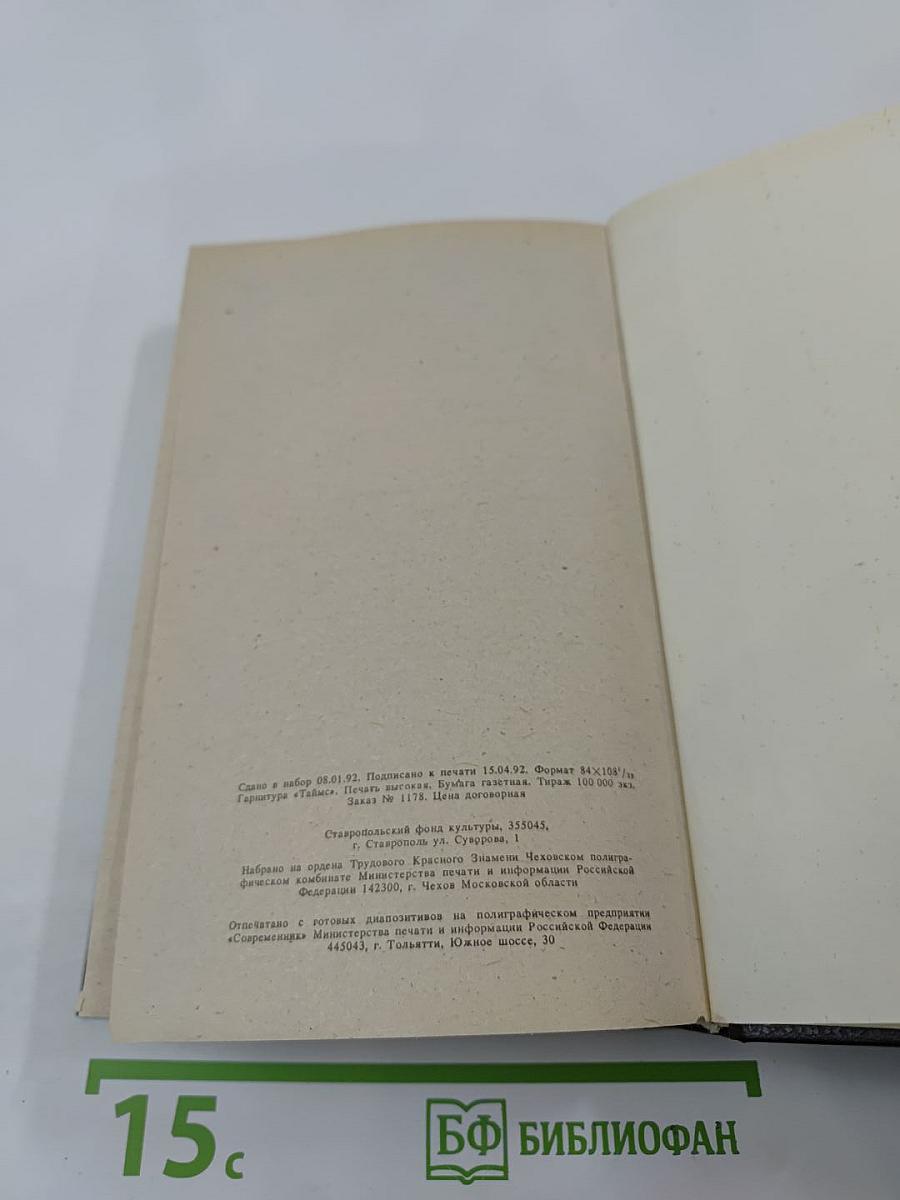 Сдано в набор 08.01.92. Подписано к печати 15.04.92. Формат 84×108¹/₃₂
Гарнитура «Таймс». Печать высокая. Бумага газетная. Тираж 100 000 экз.
Заказ № 1178. Цена договорная
Ставропольский фонд культуры, 355045,
г. Ставрополь ул. Суворова, 1
Набрано на ордена Трудового Красного Знамени Чеховском полигра-
фическом комбинате Министерства печати и информации Российской
Федерации 142300, г. Чехов Московской области
Отпечатано с готовых диапозитивов на полиграфическом предприятии
«Современник» Министерства печати и информации Российской Федерации
445043, г. Тольятти, Южное шоссе, 30
15 с
БФ БИБЛИОФАН